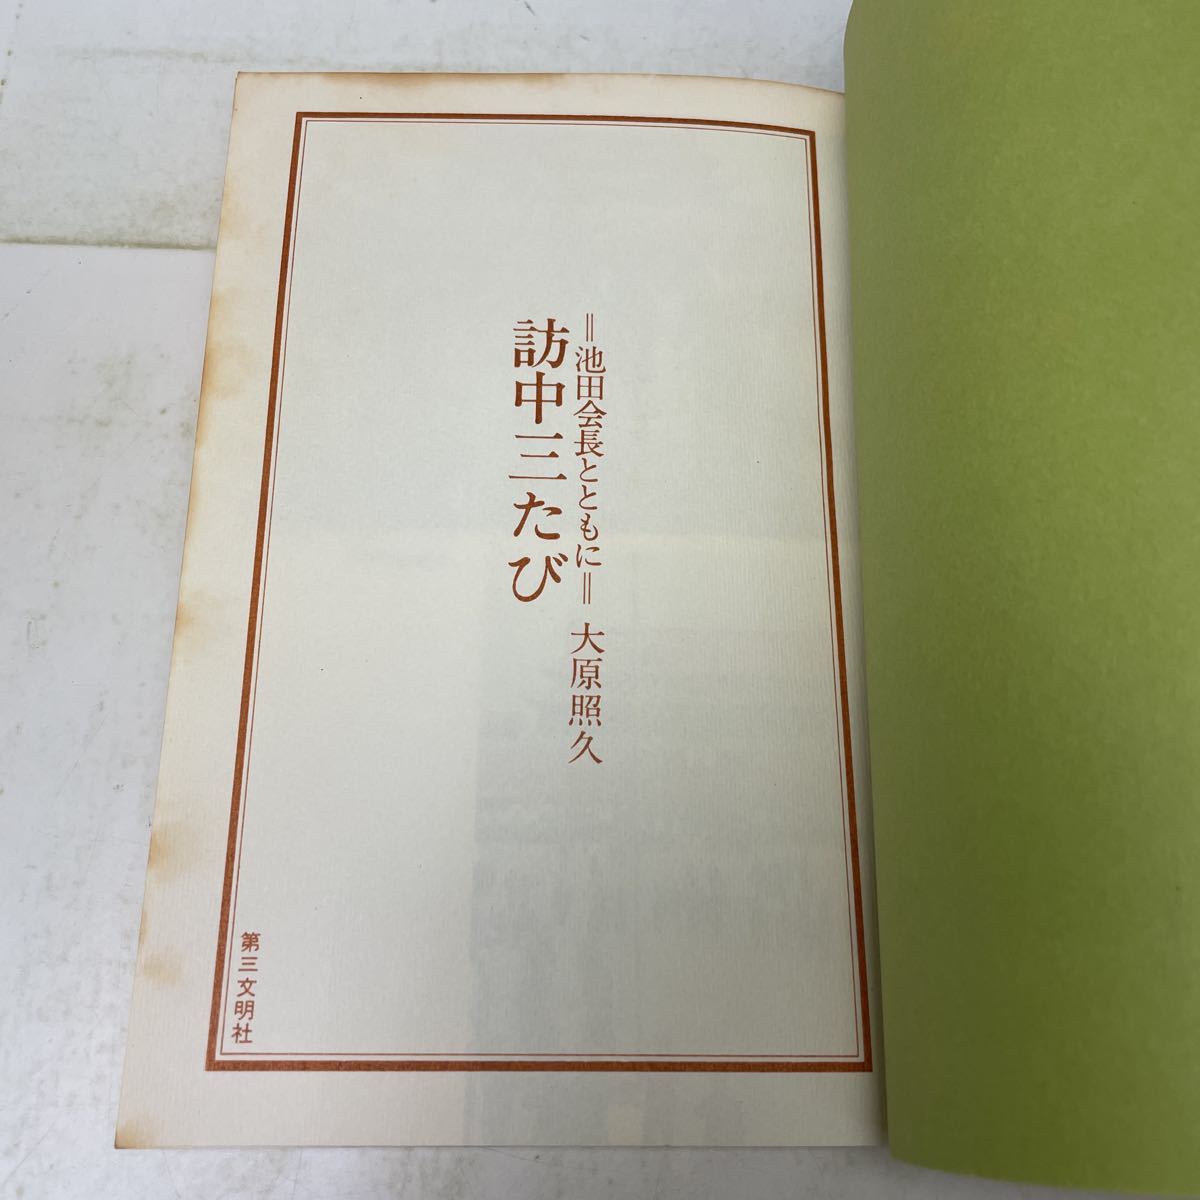 ＝池田会長とともに＝
訪中三たび
大原照久
第三文明社